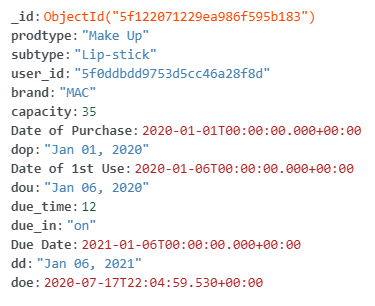 _id:ObjectId("5f122071229ea986f595b183")
prodtype:"Make Up"
subtype:"Lip-stick"
user_id:"5f0ddbdd9753d5cc46a28f8d"
brand:"MAC"
capacity:35
Date of Purchase:2020-01-01T00:00:00.000+00:00
dop:"Jan 01, 2020"
Date of 1st Use:2020-01-06T00:00:00.000+00:00
dou:"Jan 06, 2020"
due_time:12
due_in:"on"
Due Date:2021-01-06T00:00:00.000+00:00
dd:"Jan 06, 2021"
doe:2020-07-17T22:04:59.530+00:00